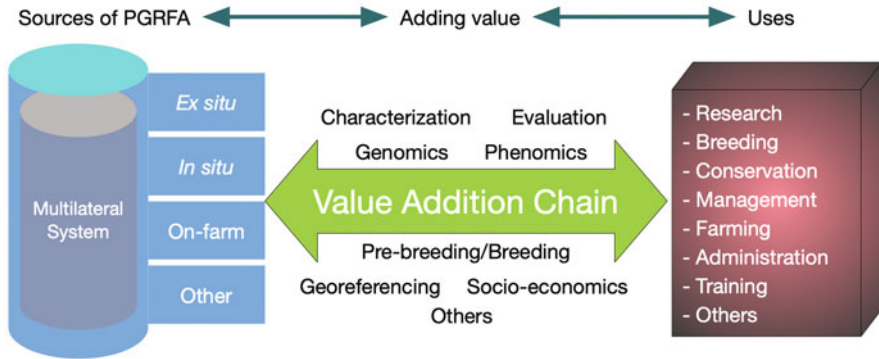 Sources of PGRFA
Adding value
Uses
Multilateral
System
Ex situ
In situ
On-farm
Other
Characterization Evaluation
Genomics Phenomics
Value Addition Chain
Pre-breeding/Breeding
Georeferencing Socio-economics
Others
- Research
- Breeding
- Conservation
- Management
- Farming
- Administration
- Training
- Others